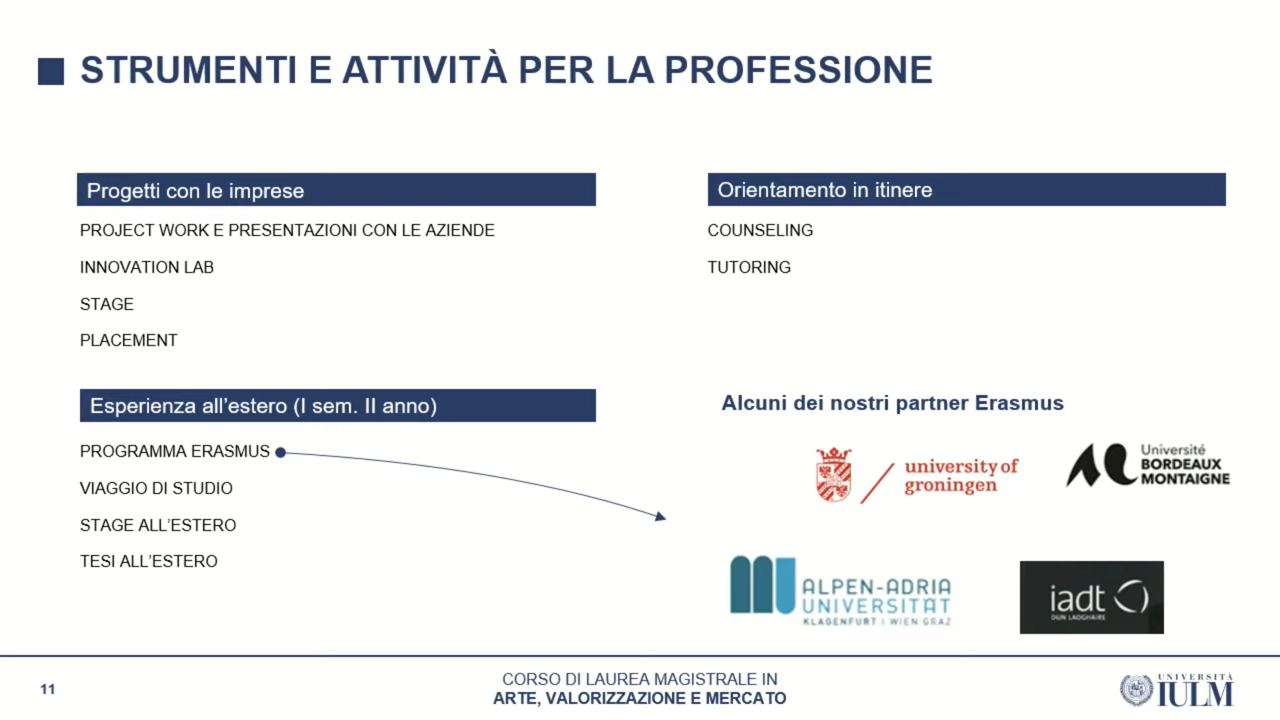 STRUMENTI E ATTIVITÀ PER LA PROFESSIONE
Progetti con le imprese
PROJECT WORK E PRESENTAZIONI CON LE AZIENDE
INNOVATION LAB
STAGE
PLACEMENT
Orientamento in itinere
COUNSELING
TUTORING
Esperienza all’estero (I sem. II anno)
PROGRAMMA ERASMUS
VIAGGIO DI STUDIO
STAGE ALL’ESTERO
TESI ALL’ESTERO
Alcuni dei nostri partner Erasmus
university of
groningen
Université
BORDEAUX
MONTAIGNE
ALPEN-ADRIA
UNIVERSITÄT
KLAGENFURT I WIEN GRAZ
iadt
DUN LAOGHAIRE
11
CORSO DI LAUREA MAGISTRALE IN
ARTE, VALORIZZAZIONE E MERCATO
UNIVERSITÀ
IULM